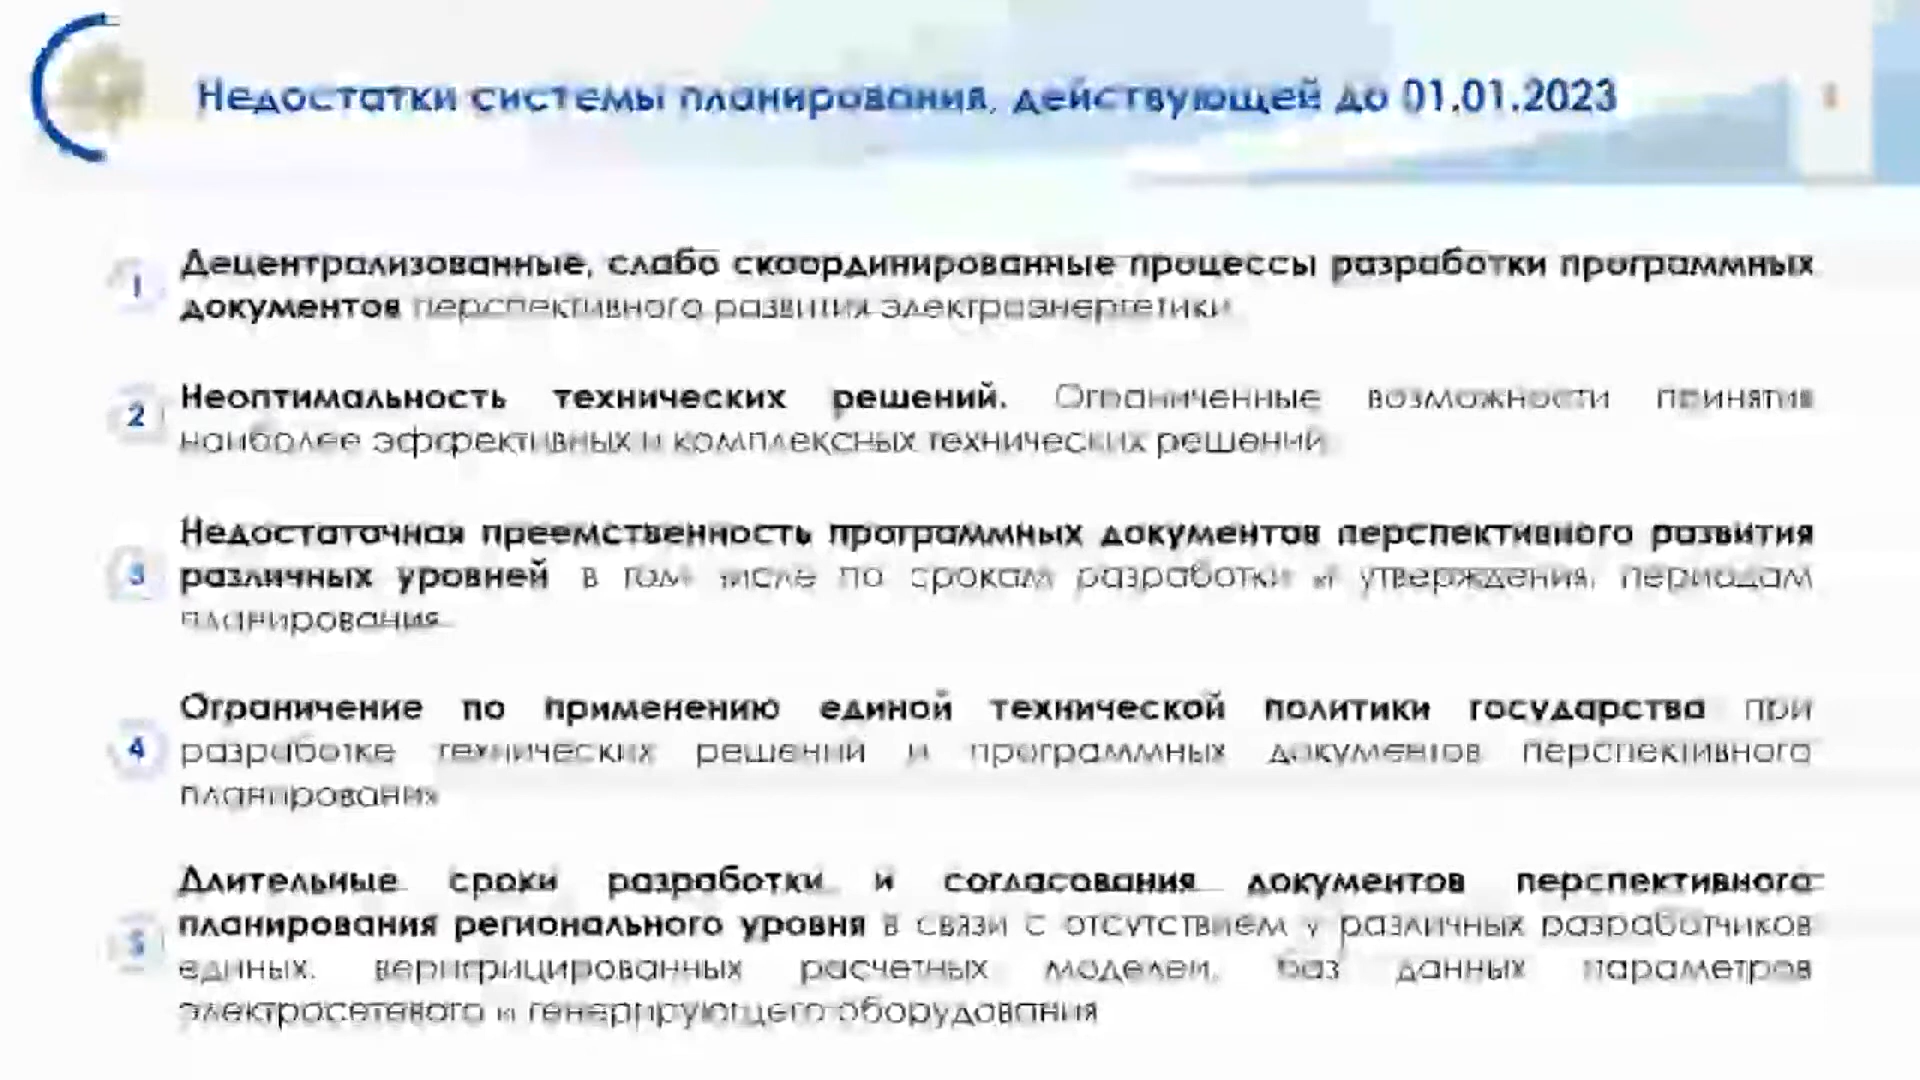 Недостатки системы планирования, действующей до 01.01.2023
1
Децентрализованные, слабо скоординированные процессы разработки программных
документов перспективного развития электроэнергетики
2
Неоптимальность технических решений. Ограниченные возможности принятия
наиболее эффективных и комплексных технических решений
3
Недостаточная преемственность программных документов перспективного развития
различных уровней в том числе по срокам разработки и утверждения, периодам
планирования
4
Ограничение по применению единой технической политики государства при
разработке технических решений и программных документов перспективного
планирования
5
Длительные сроки разработки и согласования документов перспективного
планирования регионального уровня в связи с отсутствием у различных разработчиков
единых, верифицированных расчетных моделей, баз данных параметров
электросетевого и генерирующего оборудования